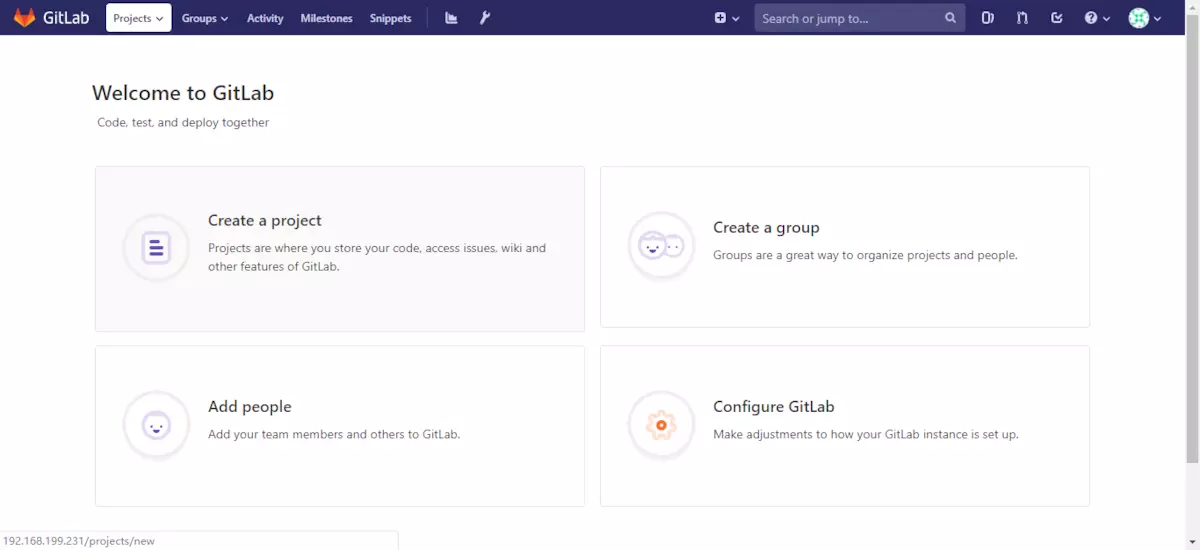 GitLab Projects Groups Activity Milestones Snippets Search or jump to...
Welcome to GitLab
Code, test, and deploy together
Create a project
Projects are where you store your code, access issues, wiki and
other features of GitLab.
Create a group
Groups are a great way to organize projects and people.
Add people
Add your team members and others to GitLab.
Configure GitLab
Make adjustments to how your GitLab instance is set up.
192.168.199.231/projects/new